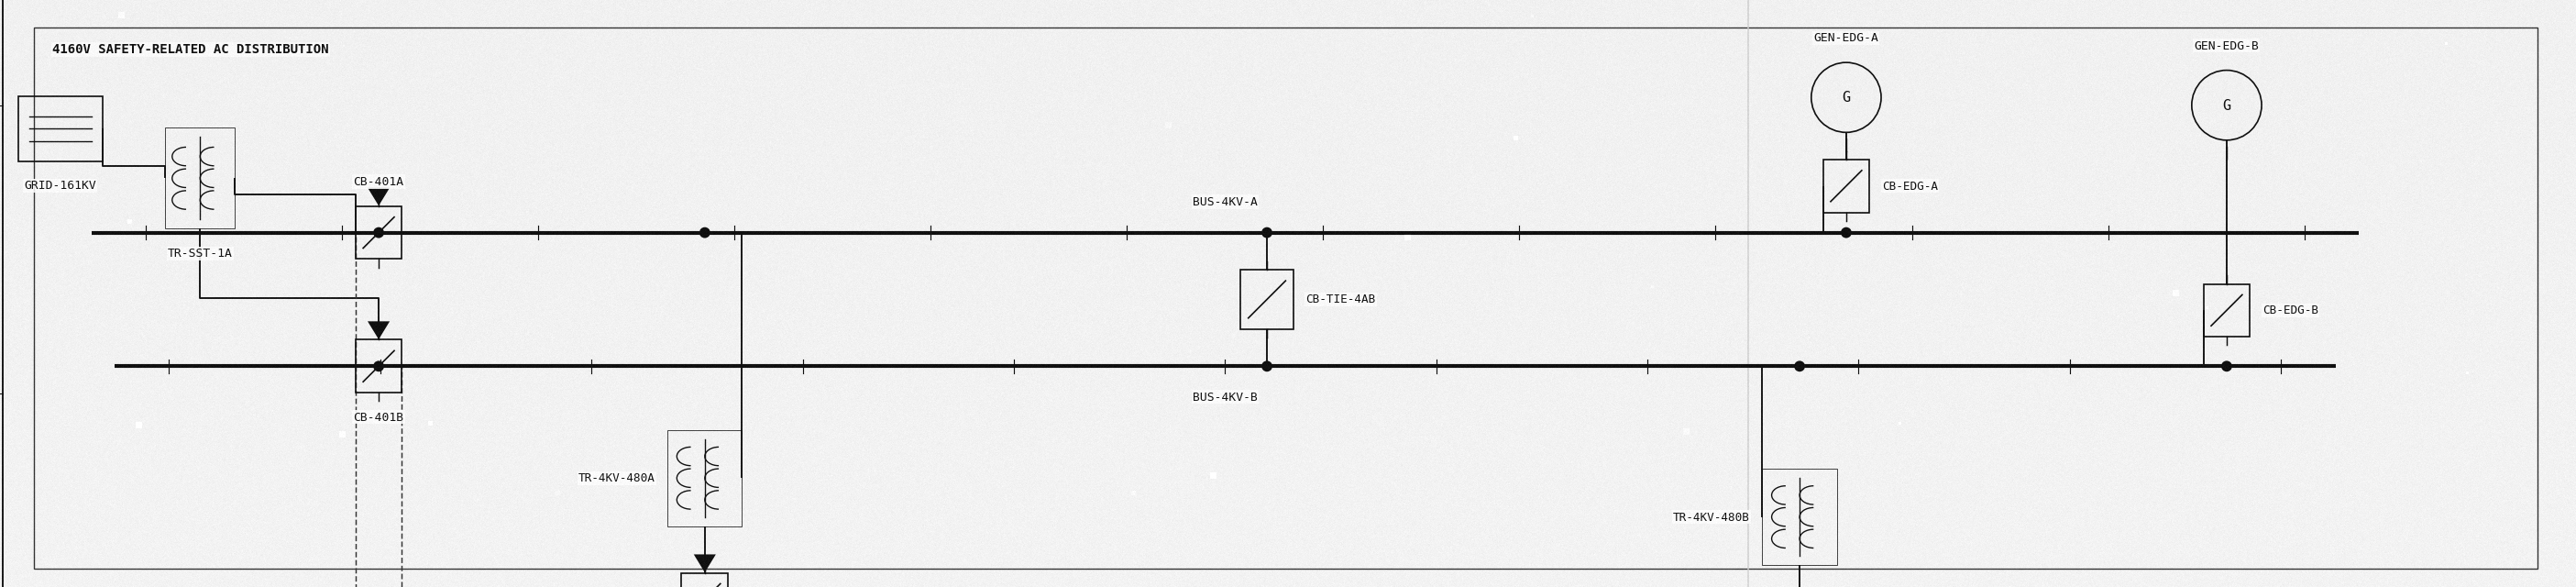 4160V SAFETY-RELATED AC DISTRIBUTION
GEN-EDG-A
GEN-EDG-B
G
G
GRID-161KV
CB-401A
CB-EDG-A
BUS-4KV-A
TR-SST-1A
CB-TIE-4AB
CB-EDG-B
BUS-4KV-B
CB-401B
TR-4KV-480A
TR-4KV-480B